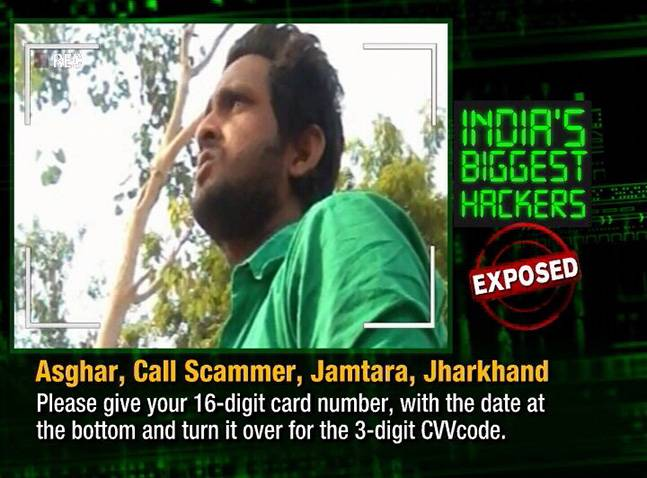 REC
INDIA'S
BIGGEST
HACKERS
EXPOSED
Asghar, Call Scammer, Jamtara, Jharkhand
Please give your 16-digit card number, with the date at
the bottom and turn it over for the 3-digit CVVcode.